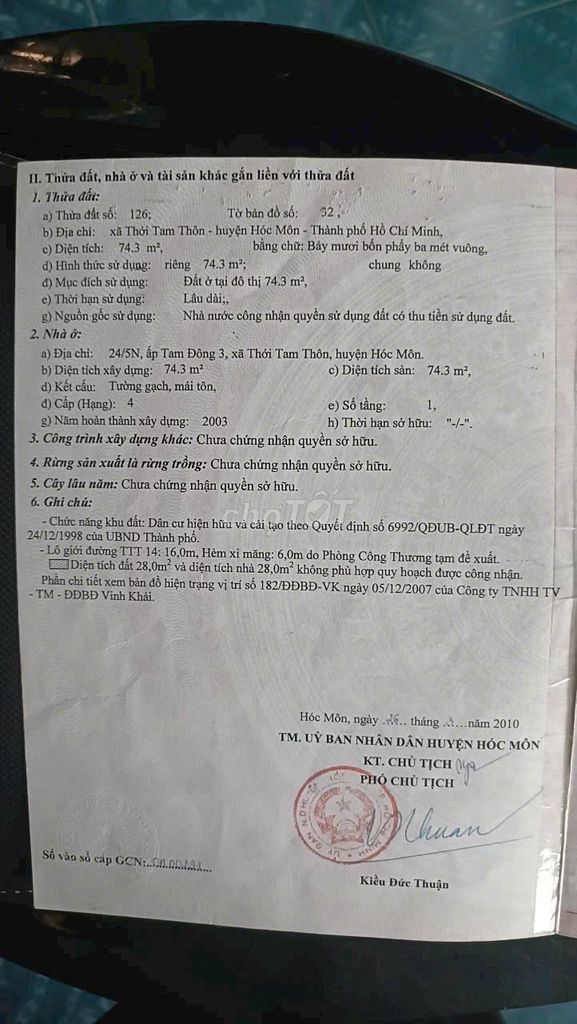 II. Thửa đất, nhà ở và tài sản khác gắn liền với thửa đất
1. Thửa đất:
a) Thửa đất số: 126; Tờ bản đồ số: 32,
b) Địa chỉ: xã Thới Tam Thôn - huyện Hóc Môn - Thành phố Hồ Chí Minh,
c) Diện tích: 74.3 m², bằng chữ: Bảy mươi bốn phẩy ba mét vuông,
d) Hình thức sử dụng: riêng 74.3 m²; chung không
đ) Mục đích sử dụng: Đất ở tại đô thị 74.3 m²,
e) Thời hạn sử dụng: Lâu dài;,
g) Nguồn gốc sử dụng: Nhà nước công nhận quyền sử dụng đất có thu tiền sử dụng đất.
2. Nhà ở:
a) Địa chỉ: 24/5N, ấp Tam Đông 3, xã Thới Tam Thôn, huyện Hóc Môn.
b) Diện tích xây dựng: 74.3 m² c) Diện tích sàn: 74.3 m²,
d) Kết cấu: Tường gạch, mái tôn,
đ) Cấp (Hạng): 4 e) Số tầng: 1,
g) Năm hoàn thành xây dựng: 2003 h) Thời hạn sở hữu: "-/-".
3. Công trình xây dựng khác: Chưa chứng nhận quyền sở hữu.
4. Rừng sản xuất là rừng trồng: Chưa chứng nhận quyền sở hữu.
5. Cây lâu năm: Chưa chứng nhận quyền sở hữu.
6. Ghi chú:
- Chức năng khu đất: Dân cư hiện hữu và cải tạo theo Quyết định số 6992/QĐUB-QLĐT ngày
24/12/1998 của UBND Thành phố.
- Lộ giới đường TTT 14: 16,0m, Hẻm xi măng: 6,0m do Phòng Công Thương tạm đề xuất.
Diện tích đất 28,0m² và diện tích nhà 28,0m² không phù hợp quy hoạch được công nhận.
Phần chi tiết xem bản đồ hiện trạng vị trí số 182/ĐĐBĐ-VK ngày 05/12/2007 của Công ty TNHH TV
- TM - ĐĐBĐ Vinh Khải.
chợTỐT
Hóc Môn, ngày tháng năm 2010
TM. UỶ BAN NHÂN DÂN HUYỆN HÓC MÔN
KT. CHỦ TỊCH
PHÓ CHỦ TỊCH
Số vào sổ cấp GCN:
Kiều Đức Thuận